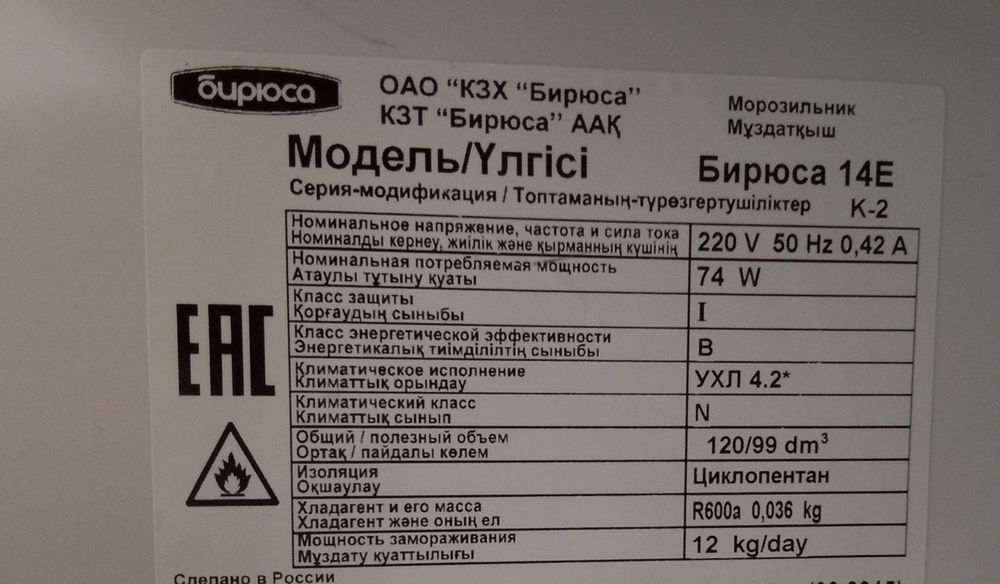 бирюса
ОАО “КЗХ “Бирюса”
КЗТ “Бирюса” ААҚ
Морозильник
Мұздатқыш
Модель/Үлгісі
Бирюса 14Е
Серия-модификация / Топтаманың-түрөзгертушіліктер
К-2
Номинальное напряжение, частота и сила тока
Номиналды кернеу, жиілік және қырманның күшінің
220 V 50 Hz 0,42 A
Номинальная потребляемая мощность
Атаулы тұтыну қуаты
74 W
Класс защиты
Қорғаудың сыныбы
I
Класс энергетической эффективности
Энергетикалық тиімділіптің сыныбы
B
Климатическое исполнение
Климаттық орындау
УХЛ 4.2*
Климатический класс
Климаттық сынып
N
Общий / полезный объем
Ортақ / пайдалы көлем
120/99 dm³
Изоляция
Оқшаулау
Циклопентан
Хладагент и его масса
Хладагент және оның ел
R600a 0,036 kg
Мощность замораживания
Мұздату қуаттылығы
12 kg/day
EAC
Сделано в России